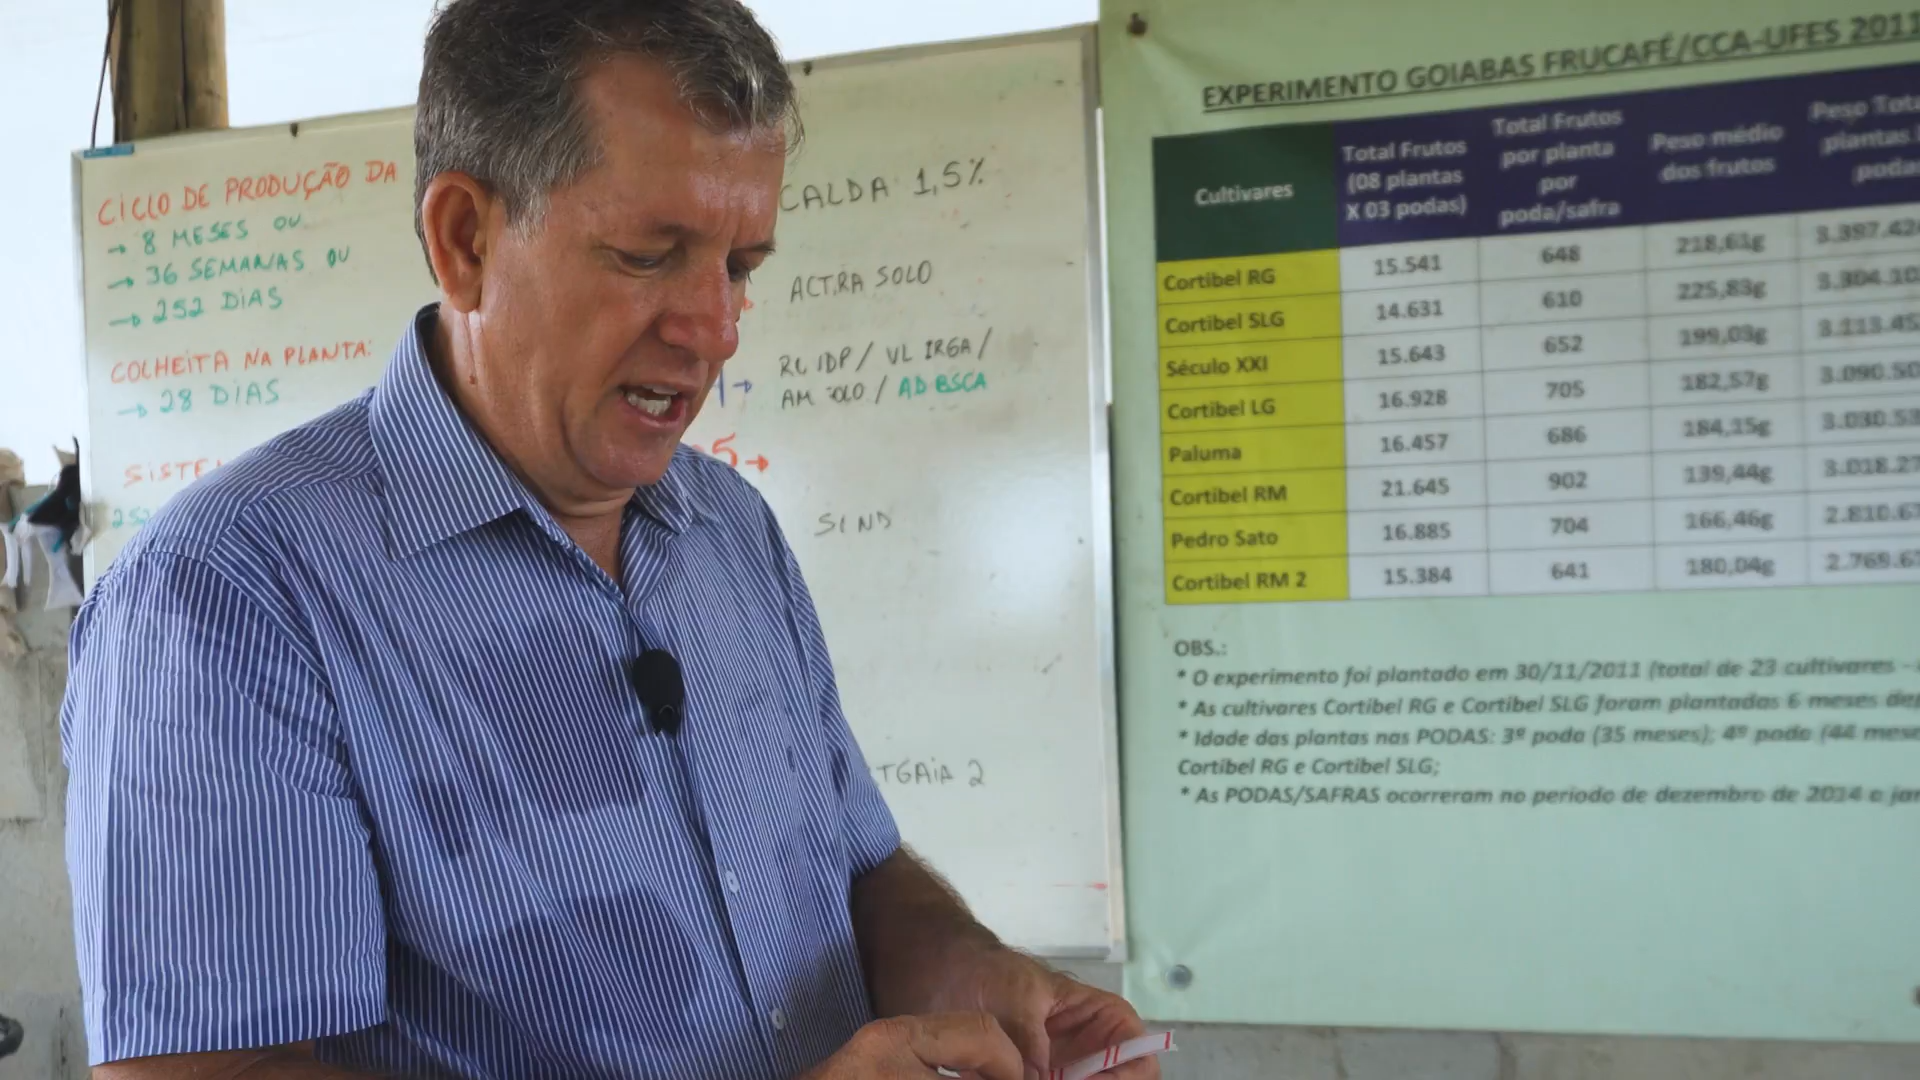 CICLO DE PRODUÇÃO DA
→ 8 MESES OU
→ 36 SEMANAS OU
→ 252 DIAS
COLHEITA NA PLANTA:
→ 28 DIAS
CALDA 1,5%
SOLO
→ / VL IRGA /
/ AD BSCA
→
EXPERIMENTO GOIABAS FRUCAFÉ/CCA-UFES 2011
Cultivares
Total Frutos
(08 plantas
X 03 podas)
Total Frutos
por planta
por
poda/safra
Peso médio
dos frutos
Peso
plantas
Cortibel RG 15.541 648 218,61g
Cortibel SLG 14.631 610 225,83g
Século XXI 15.643 652 199,03g
Cortibel LG 16.928 705 182,57g
Paluma 16.457 686 184,15g
Cortibel RM 21.645 902 139,44g
Pedro Sato 16.885 704 166,46g
Cortibel RM 2 15.384 641 180,04g
OBS.:
* O experimento foi plantado em 30/11/2011 (total de 23 cultivares -
* As cultivares Cortibel RG e Cortibel SLG foram plantadas 6 meses
* Idade das plantas nas PODAS: 3ª poda (35 meses); 4ª poda (44
Cortibel RG e Cortibel SLG;
* As PODAS/SAFRAS ocorreram no período de dezembro de 2014 a